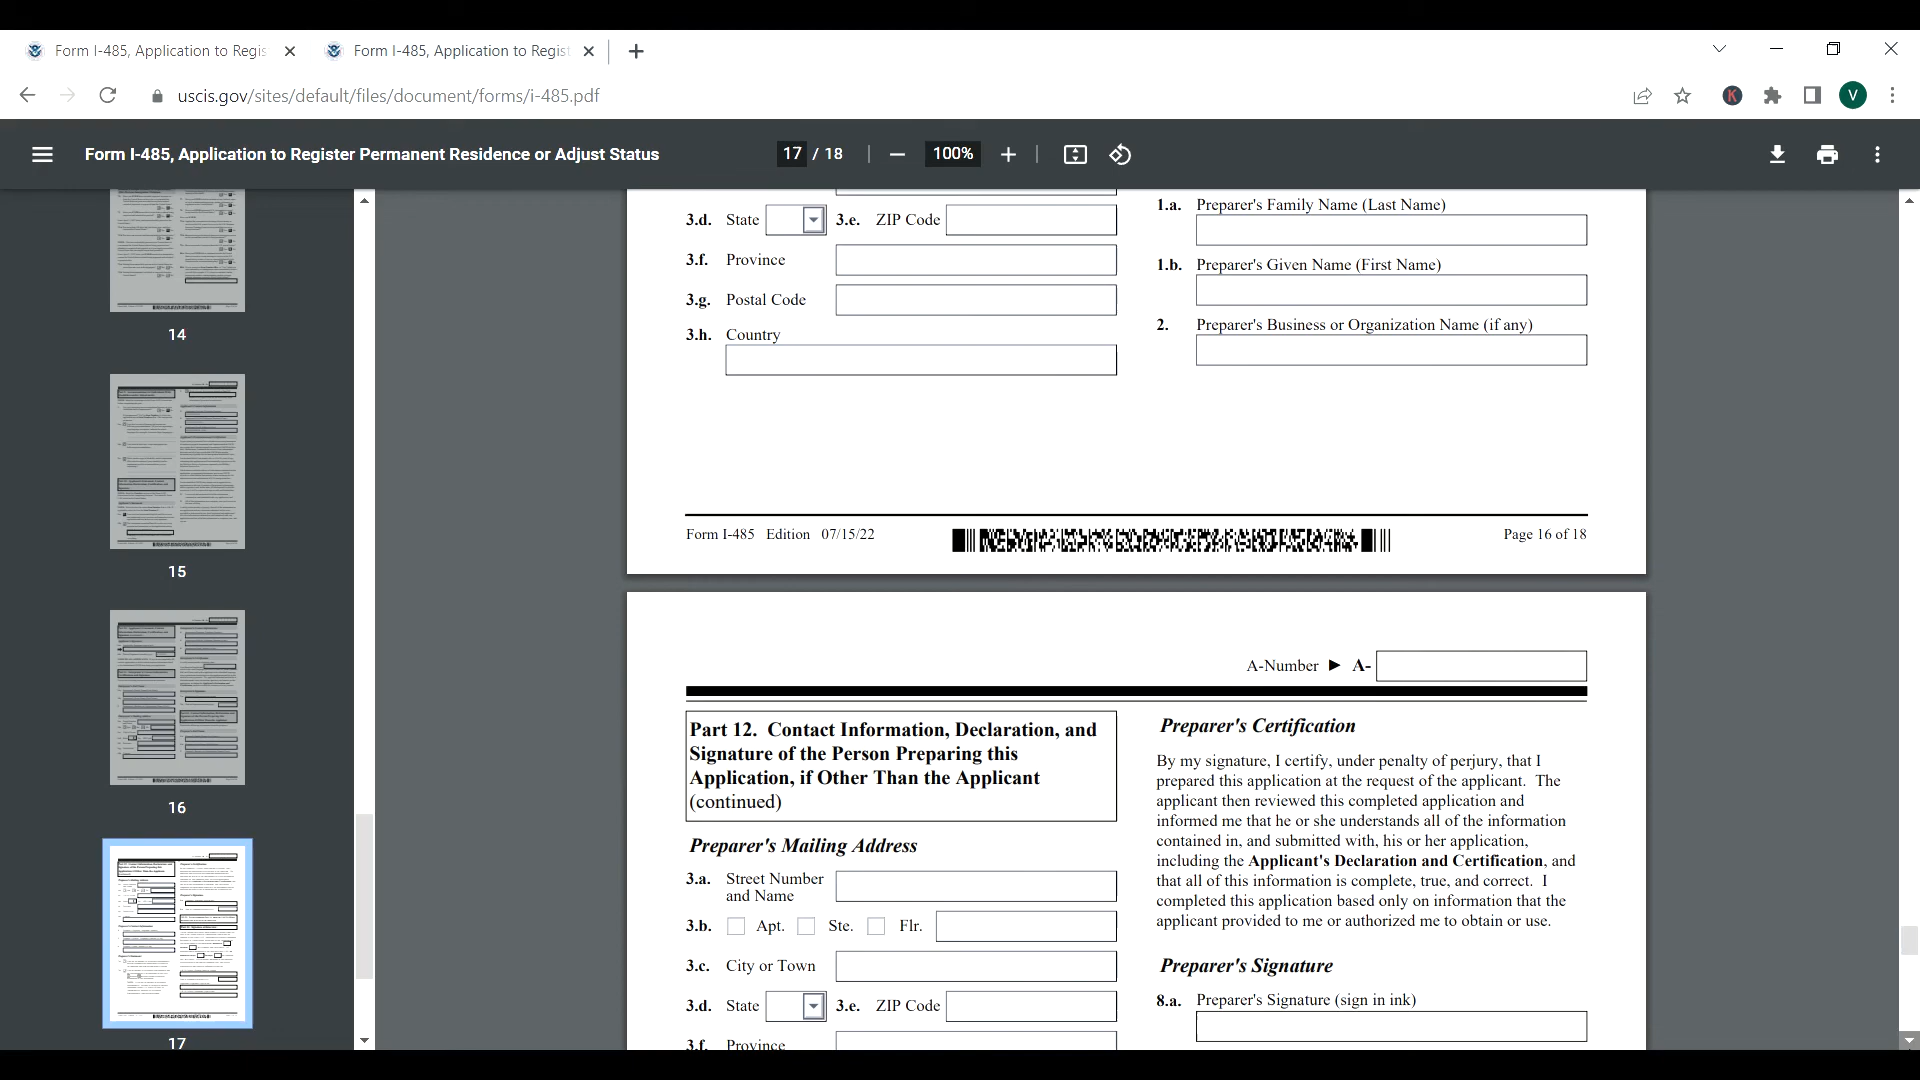 Form I-485, Application to Regis
Form I-485, Application to Regist
uscis.gov/sites/default/files/document/forms/i-485.pdf
K
V
Form I-485, Application to Register Permanent Residence or Adjust Status
17 / 18
100%
14
15
16
17
3.d. State
3.e. ZIP Code
3.f. Province
3.g. Postal Code
3.h. Country
1.a. Preparer's Family Name (Last Name)
1.b. Preparer's Given Name (First Name)
2. Preparer's Business or Organization Name (if any)
Form I-485 Edition 07/15/22
Page 16 of 18
A-Number ► A-
Part 12. Contact Information, Declaration, and
Signature of the Person Preparing this
Application, if Other Than the Applicant
(continued)
Preparer's Mailing Address
3.a. Street Number
and Name
3.b. Apt. Ste. Flr.
3.c. City or Town
3.d. State
3.e. ZIP Code
3.f. Province
Preparer's Certification
By my signature, I certify, under penalty of perjury, that I
prepared this application at the request of the applicant. The
applicant then reviewed this completed application and
informed me that he or she understands all of the information
contained in, and submitted with, his or her application,
including the Applicant's Declaration and Certification, and
that all of this information is complete, true, and correct. I
completed this application based only on information that the
applicant provided to me or authorized me to obtain or use.
Preparer's Signature
8.a. Preparer's Signature (sign in ink)